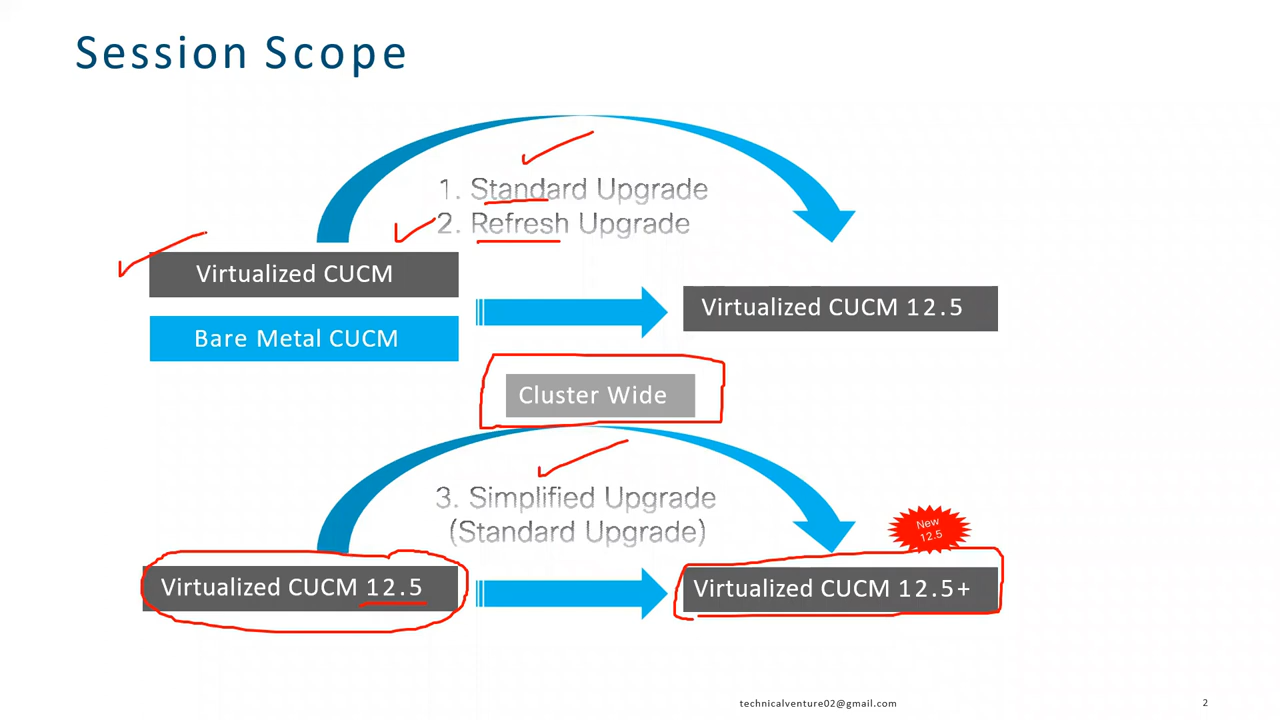 Session Scope
1. Standard Upgrade
2. Refresh Upgrade
Virtualized CUCM
Bare Metal CUCM
Virtualized CUCM 12.5
Cluster Wide
3. Simplified Upgrade
(Standard Upgrade)
New
12.5
Virtualized CUCM 12.5
Virtualized CUCM 12.5+
technicalventure02@gmail.com
2